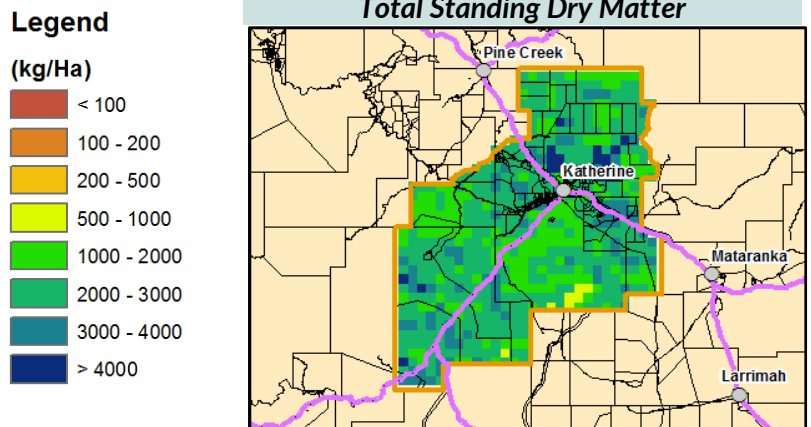 Total Standing Dry Matter
Legend
(kg/Ha)
< 100
100 - 200
200 - 500
500 - 1000
1000 - 2000
2000 - 3000
3000 - 4000
> 4000
Pine Creek
Katherine
Mataranka
Larrimah